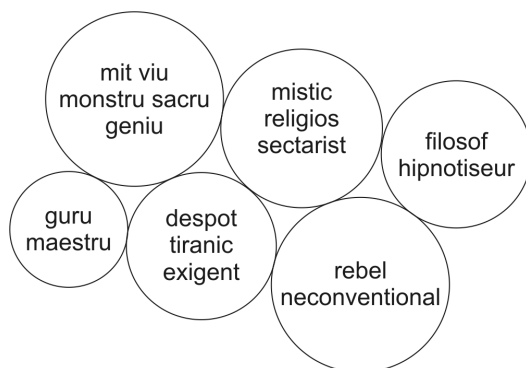 mit viu
monstru sacru
geniu
mistic
religios
sectarist
filosof
hipnotiseur
guru
maestru
despot
tiranic
exigent
rebel
neconventional